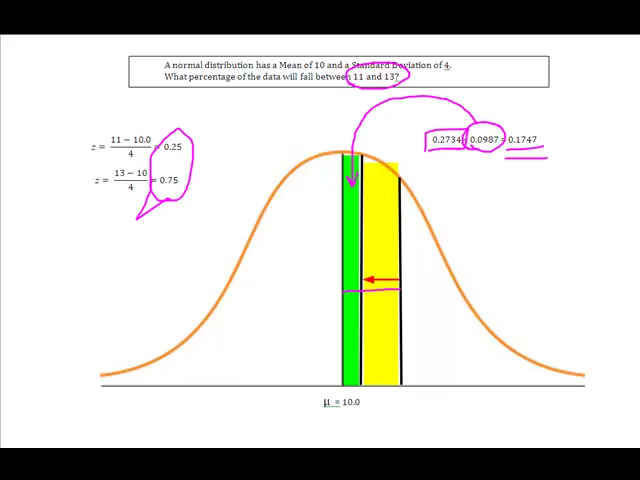 A normal distribution has a Mean of 10 and a Standard Deviation of 4.
What percentage of the data will fall between 11 and 13?
z = (11 − 10.0)/4 = 0.25
0.2734 − 0.0987 = 0.1747
z = (13 − 10)/4 = 0.75
μ = 10.0